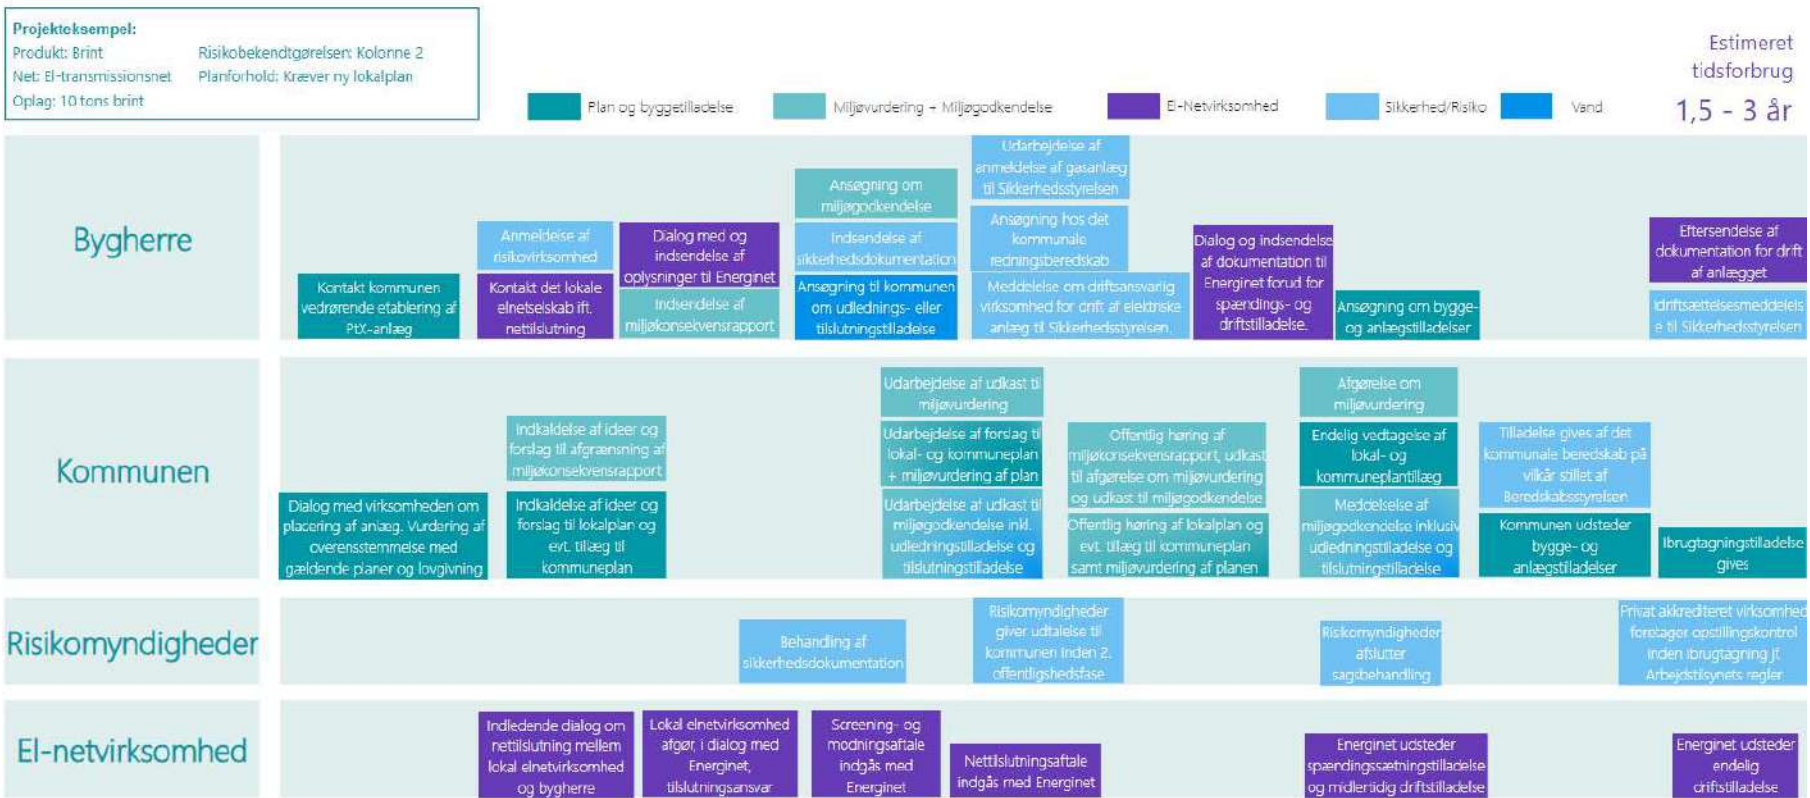 Projekteksempel:
Produkt: Brint
Risikobekendtgørelsen: Kolonne 2
Net: El-transmissionsnet
Planforhold: Kræver ny lokalplan
Oplag: 10 tons brint
Estimeret
tidsforbrug
1,5 - 3 år
Plan og byggetilladelse
Miljøvurdering + Miljøgodkendelse
El-Netvirksomhed
Sikkerhed/Risiko
Vand
Bygherre
Kontakt kommunen
vedrørende etablering af
PtX-anlæg
Anmeldelse af
risikovirksomhed
Kontakt det lokale
elnetselskab ift.
nettilslutning
Dialog med og
indsendelse af
oplysninger til Energinet
Indsendelse af
miljøkonsekvensrapport
Ansøgning om
miljøgodkendelse
Indsendelse af
sikkerhedsdokumentation
Ansøgning til kommunen
om udlednings- eller
tilslutningstilladelse
Udarbejdelse af
anmeldelse af gasanlæg
til Sikkerhedsstyrelsen
Ansøgning hos det
kommunale
redningsberedskab
Meddelelse om driftsansvarlig
virksomhed for drift af elektriske
anlæg til Sikkerhedsstyrelsen.
Dialog og indsendelse
af dokumentation til
Energinet forud for
spændings- og
driftstilladelse.
Ansøgning om bygge-
og anlægstilladelser
Eftersendelse af
dokumentation for drift
af anlægget
Idriftsættelsesmeddelels
e til Sikkerhedsstyrelsen
Kommunen
Dialog med virksomheden om
placering af anlæg. Vurdering af
overensstemmelse med
gældende planer og lovgivning
Indkaldelse af ideer og
forslag til afgrænsning af
miljøkonsekvensrapport
Indkaldelse af ideer og
forslag til lokalplan og
evt. tillæg til
kommuneplan
Udarbejdelse af udkast til
miljøvurdering
Udarbejdelse af forslag til
lokal- og kommuneplan
+ miljøvurdering af plan
Udarbejdelse af udkast til
miljøgodkendelse inkl.
udledningstilladelse og
tilslutningstilladelse
Offentlig høring af
miljøkonsekvensrapport, udkast
til afgørelse om miljøvurdering
og udkast til miljøgodkendelse
Offentlig høring af lokalplan og
evt. tillæg til kommuneplan
samt miljøvurdering af planen
Afgørelse om
miljøvurdering
Endelig vedtagelse af
lokal- og
kommuneplantillæg
Meddelselse af
miljøgodkendelse inklusiv
udledningstilladelse og
tilslutningstilladelse
Tilladelse gives af det
kommunale beredskab på
vilkår stillet af
Beredskabsstyrelsen
Kommunen udsteder
bygge- og
anlægstilladelser
Ibrugtagningstilladelse
gives
Risikomyndigheder
Behandling af
sikkerhedsdokumentation
Risikomyndigheder
giver udtalelse til
kommunen inden 2.
offentligshedsfase
Risikomyndigheder
afslutter
sagsbehandling
Privat akkrediteret virksomhed
foretager opstillingskontrol
inden ibrugtagning jf.
Arbejdstilsynets regler
El-netvirksomhed
Indledende dialog om
nettilslutning mellem
lokal elnetvirksomhed
og bygherre
Lokal elnetvirksomhed
afgør, i dialog med
Energinet,
tilslutningsansvar
Screening- og
modningsaftale
indgås med
Energinet
Nettilslutningsaftale
indgås med Energinet
Energinet udsteder
spændingssætningstilladelse
og midlertidig driftstilladelse
Energinet udsteder
endelig
driftstilladelse